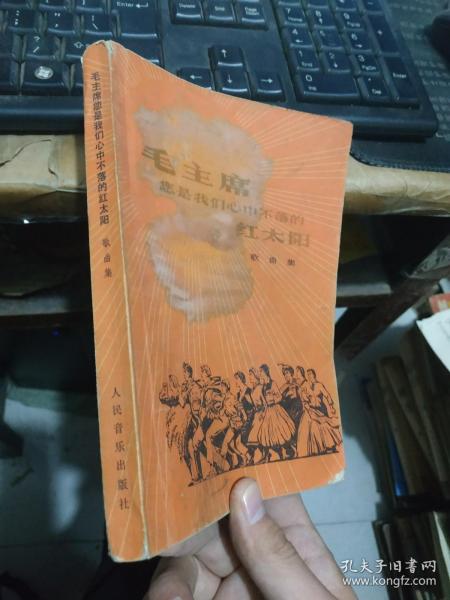 毛主席您是我们心中不落的红太阳 歌曲集
人民音乐出版社
毛主席
您是我们心中不落的
红太阳
歌曲集
孔夫子旧书网
www.kongfz.com